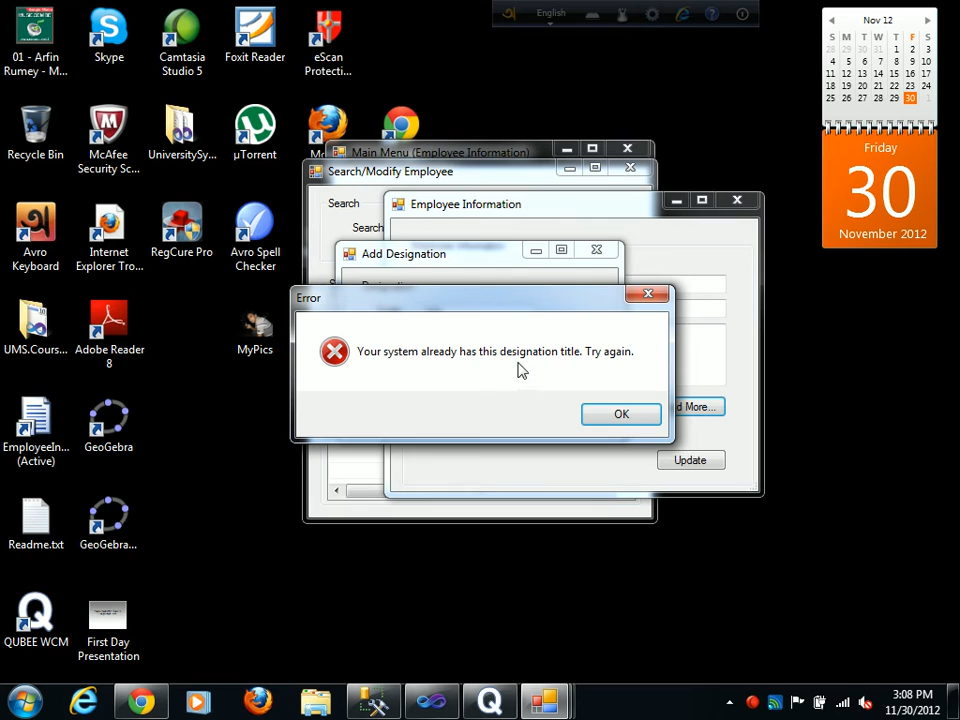 English
01 - Arfin
Rumey - M...
Skype
Camtasia
Studio 5
Foxit Reader
eScan
Protecti...
Recycle Bin
McAfee
Security Sc...
UniversitySy...
µTorrent
Avro
Keyboard
Internet
Explorer Tro...
RegCure Pro
Avro Spell
Checker
UMS.Cours...
Adobe Reader
8
MyPics
EmployeeIn...
(Active)
GeoGebra
Readme.txt
GeoGebra...
QUBEE WCM
First Day
Presentation
Main Menu (Employee Information)
Search/Modify Employee
Search
Search
Employee Information
Add Designation
Error
Your system already has this designation title. Try again.
OK
d More...
Update
Nov 12
S M T W T F S
28 29 30 31 1 2 3
4 5 6 7 8 9 10
11 12 13 14 15 16 17
18 19 20 21 22 23 24
25 26 27 28 29 30 1
Friday
30
November 2012
3:08 PM
11/30/2012